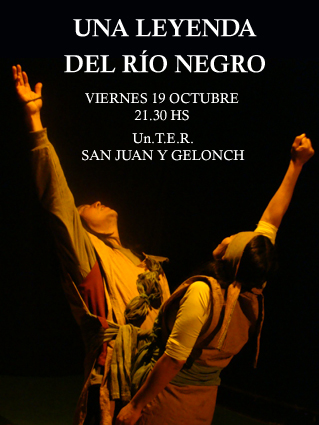 UNA LEYENDA
DEL RÍO NEGRO
VIERNES 19 OCTUBRE
21.30 HS
Un.T.E.R.
SAN JUAN Y GELONCH